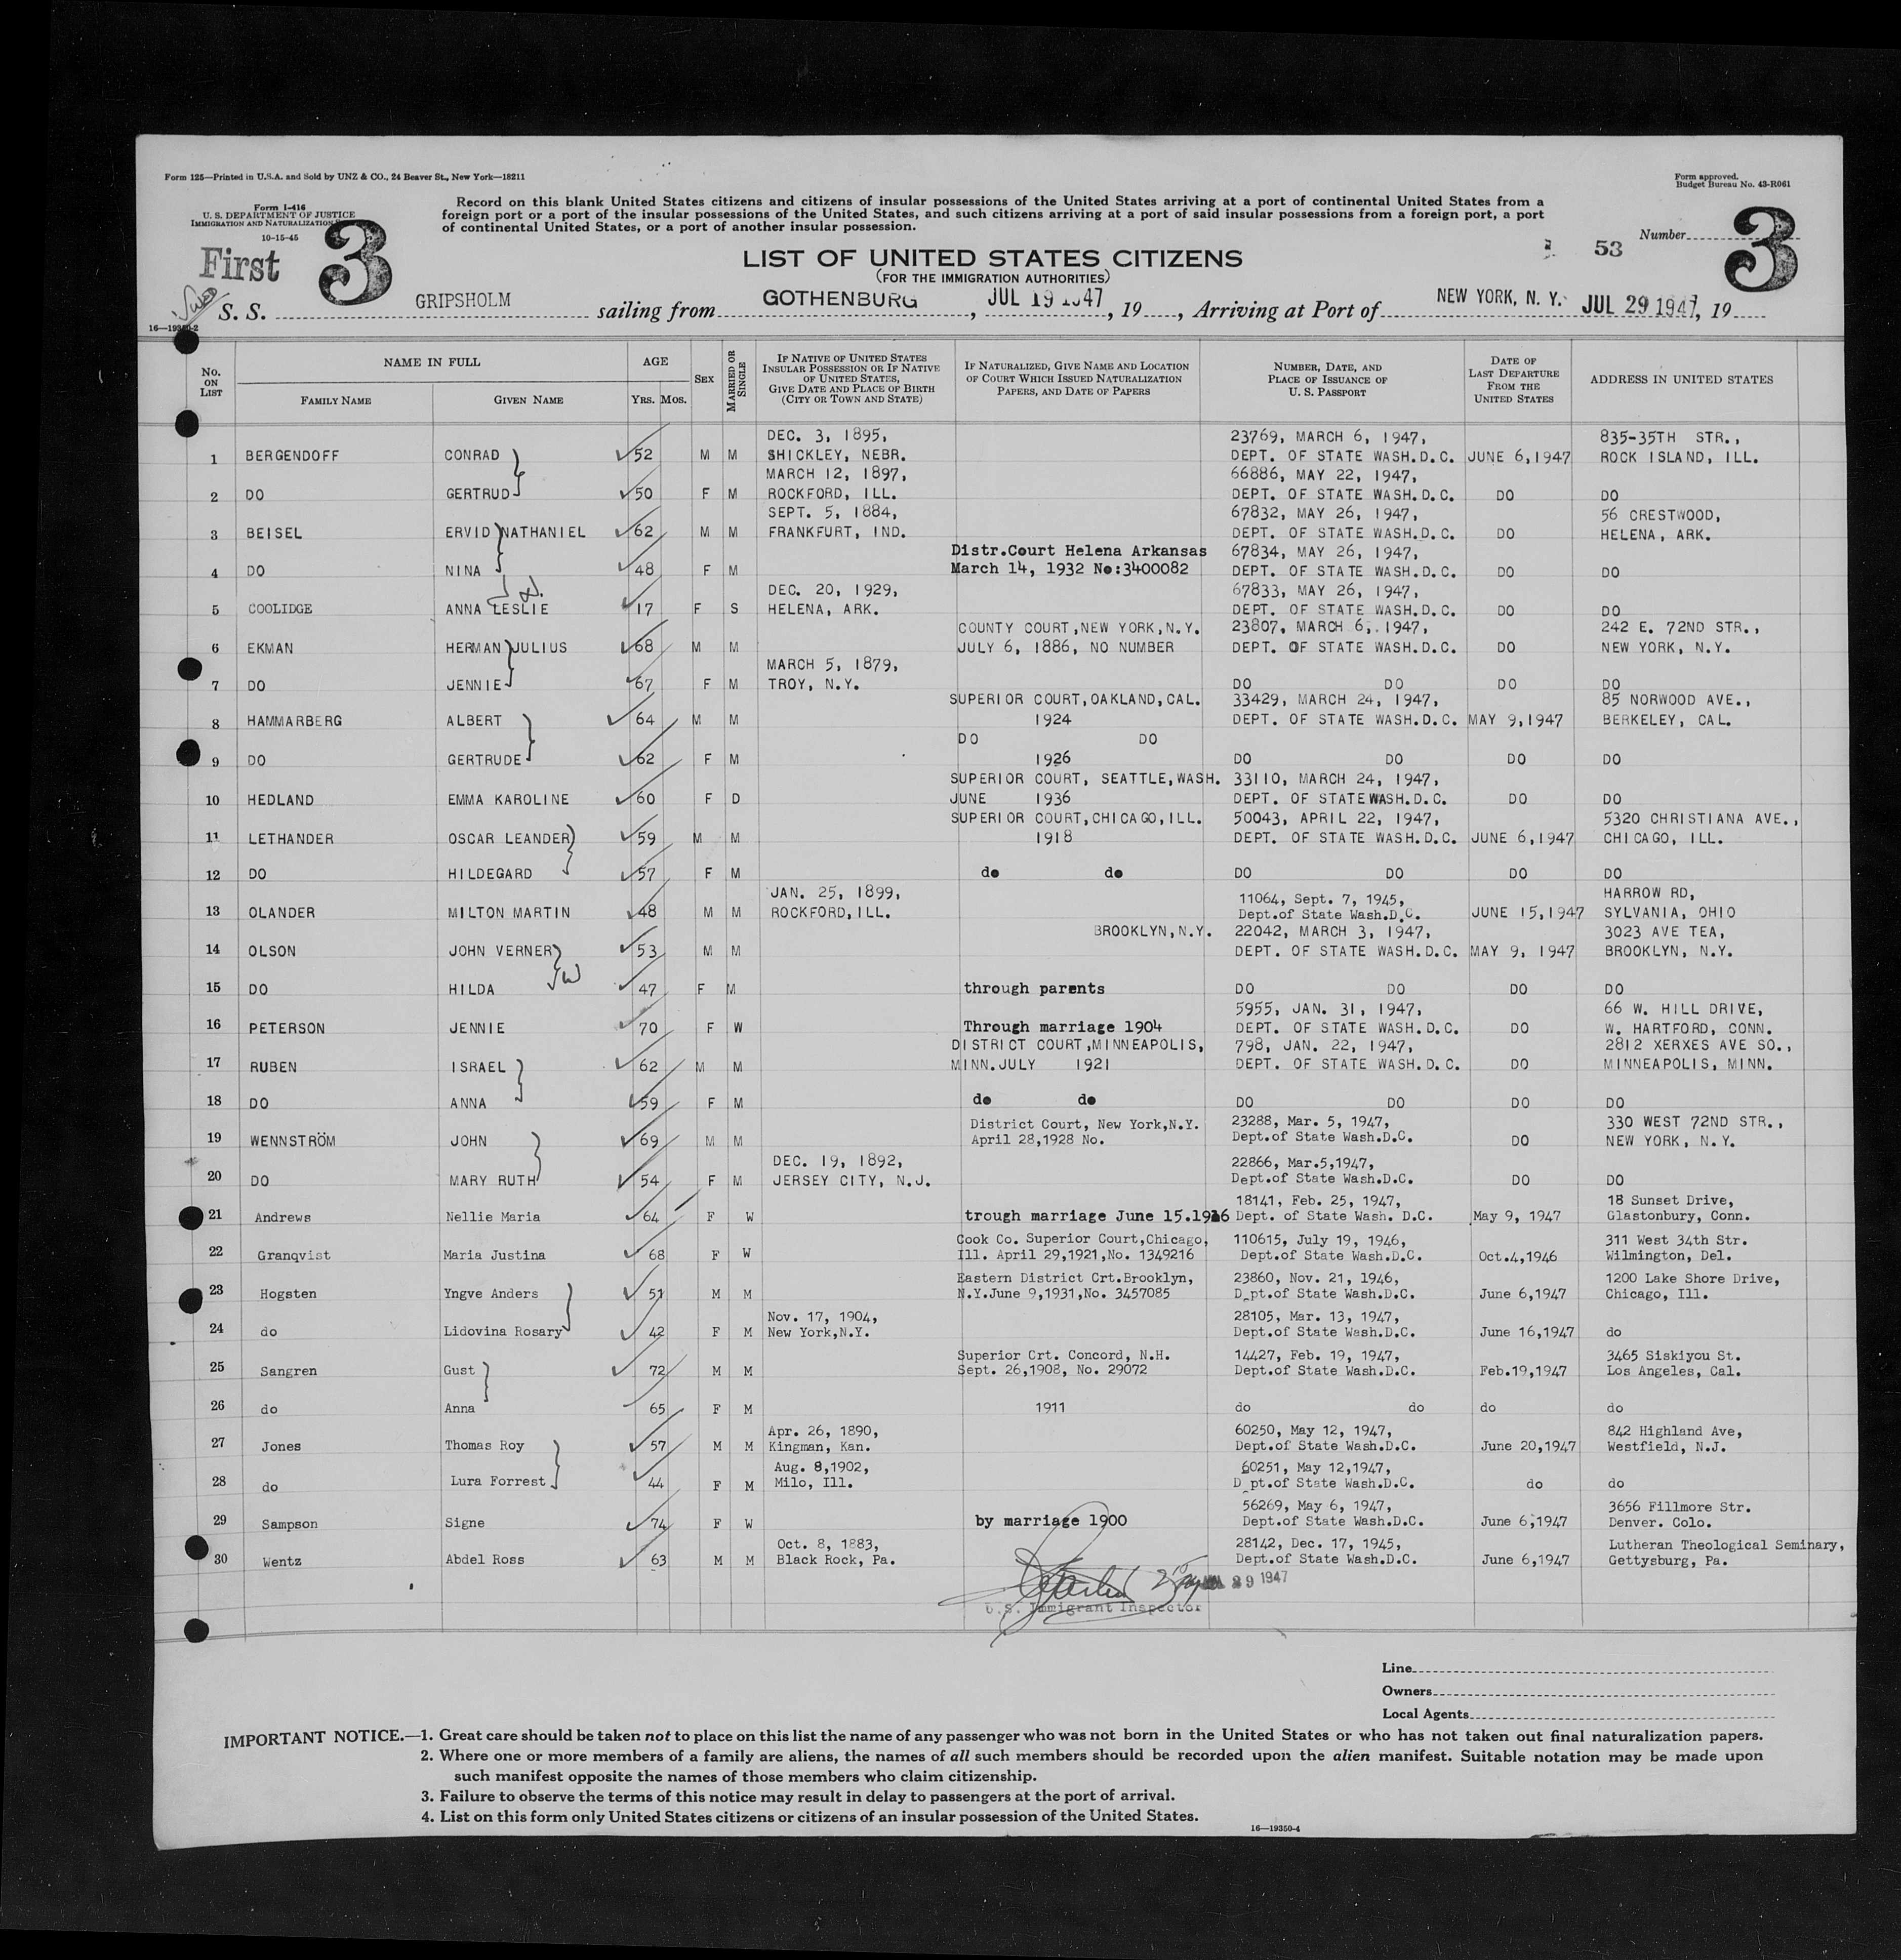 Form 125—Printed in U.S.A. and Sold by UNZ & CO., 24 Beaver St., New York—18211
Form approved.
Budget Bureau No. 43-R061
Form I-416
U. S. DEPARTMENT OF JUSTICE
IMMIGRATION AND NATURALIZATION
10-15-45
Record on this blank United States citizens and citizens of insular possessions of the United States arriving at a port of continental United States from a
foreign port or a port of the insular possessions of the United States, and such citizens arriving at a port of said insular possessions from a foreign port, a port
of continental United States, or a port of another insular possession.
First 3
LIST OF UNITED STATES CITIZENS
(FOR THE IMMIGRATION AUTHORITIES)
53 Number 3
S. S. GRIPSHOLM sailing from GOTHENBURG, JUL 19 1947, 19, Arriving at Port of NEW YORK, N. Y. JUL 29 1947, 19
16—19350-2
No. ON LIST NAME IN FULL FAMILY NAME GIVEN NAME AGE YRS. MOS. SEX MARRIED OR SINGLE IF NATIVE OF UNITED STATES INSULAR POSSESSION OR IF NATIVE OF UNITED STATES, GIVE DATE AND PLACE OF BIRTH (CITY OR TOWN AND STATE) IF NATURALIZED, GIVE NAME AND LOCATION OF COURT WHICH ISSUED NATURALIZATION PAPERS, AND DATE OF PAPERS NUMBER, DATE, AND PLACE OF ISSUANCE OF U. S. PASSPORT DATE OF LAST DEPARTURE FROM THE UNITED STATES ADDRESS IN UNITED STATES
DEC. 3, 1895, 23769, MARCH 6, 1947, 835-35TH STR.,
1 BERGENDOFF CONRAD 52 M M SHICKLEY, NEBR. DEPT. OF STATE WASH.D.C. JUNE 6,1947 ROCK ISLAND, ILL.
MARCH 12, 1897, 66886, MAY 22, 1947,
2 DO GERTRUD 50 F M ROCKFORD, ILL. DEPT. OF STATE WASH.D.C. DO DO
SEPT. 5, 1884, 67832, MAY 26, 1947, 56 CRESTWOOD,
3 BEISEL ERVID NATHANIEL 62 M M FRANKFURT, IND. DEPT. OF STATE WASH.D.C. DO HELENA, ARK.
Distr.Court Helena Arkansas 67834, MAY 26, 1947,
4 DO NINA 48 F M March 14, 1932 No:3400082 DEPT. OF STATE WASH.D.C. DO DO
DEC. 20, 1929, 67833, MAY 26, 1947,
5 COOLIDGE ANNA LESLIE 17 F S HELENA, ARK. DEPT. OF STATE WASH.D.C. DO DO
COUNTY COURT,NEW YORK,N.Y. 23807, MARCH 6, 1947, 242 E. 72ND STR.,
6 EKMAN HERMAN JULIUS 68 M M JULY 6, 1886, NO NUMBER DEPT. OF STATE WASH.D.C. DO NEW YORK, N.Y.
MARCH 5, 1879,
7 DO JENNIE 67 F M TROY, N.Y. DO DO DO DO
SUPERIOR COURT,OAKLAND,CAL. 33429, MARCH 24, 1947, 85 NORWOOD AVE.,
8 HAMMARBERG ALBERT 64 M M 1924 DEPT. OF STATE WASH.D.C. MAY 9,1947 BERKELEY, CAL.
DO DO
9 DO GERTRUDE 62 F M 1926 DO DO DO DO
SUPERIOR COURT, SEATTLE,WASH. 33110, MARCH 24, 1947,
10 HEDLAND EMMA KAROLINE 60 F D JUNE 1936 DEPT. OF STATE WASH.D.C. DO DO
SUPERIOR COURT,CHICAGO,ILL. 50043, APRIL 22, 1947, 5320 CHRISTIANA AVE.,
11 LETHANDER OSCAR LEANDER 59 M M 1918 DEPT. OF STATE WASH.D.C. JUNE 6,1947 CHICAGO, ILL.
12 DO HILDEGARD 57 F M do do DO DO DO DO
JAN. 25, 1899, 11064, Sept. 7, 1945, HARROW RD,
13 OLANDER MILTON MARTIN 48 M M ROCKFORD,ILL. Dept.of State Wash.D.C. JUNE 15,1947 SYLVANIA, OHIO
BROOKLYN,N.Y. 22042, MARCH 3, 1947, 3023 AVE TEA,
14 OLSON JOHN VERNER 53 M M DEPT. OF STATE WASH.D.C. MAY 9, 1947 BROOKLYN, N.Y.
15 DO HILDA 47 F M through parents DO DO DO DO
5955, JAN. 31, 1947, 66 W. HILL DRIVE,
16 PETERSON JENNIE 70 F W Through marriage 1904 DEPT. OF STATE WASH.D.C. DO W. HARTFORD, CONN.
DISTRICT COURT,MINNEAPOLIS, 798, JAN. 22, 1947, 2812 XERXES AVE SO.,
17 RUBEN ISRAEL 62 M M MINN.JULY 1921 DEPT. OF STATE WASH.D.C. DO MINNEAPOLIS, MINN.
18 DO ANNA 59 F M do do DO DO DO DO
District Court, New York,N.Y. 23288, Mar. 5, 1947, 330 WEST 72ND STR.,
19 WENNSTRÖM JOHN 69 M M April 28,1928 No. Dept.of State Wash.D.C. DO NEW YORK, N.Y.
DEC. 19, 1892, 22866, Mar.5,1947,
20 DO MARY RUTH 54 F M JERSEY CITY, N.J. Dept.of State Wash.D.C. DO DO
18141, Feb. 25, 1947, 18 Sunset Drive,
21 Andrews Nellie Maria 64 F W trough marriage June 15.1916 Dept. of State Wash. D.C. May 9, 1947 Glastonbury, Conn.
Cook Co. Superior Court,Chicago, 110615, July 19, 1946, 311 West 34th Str.
22 Granqvist Maria Justina 68 F W Ill. April 29,1921,No. 1349216 Dept.of State Wash.D.C. Oct.4,1946 Wilmington, Del.
Eastern District Crt.Brooklyn, 23860, Nov. 21, 1946, 1200 Lake Shore Drive,
23 Hogsten Yngve Anders 51 M M N.Y.June 9,1931,No. 3457085 D pt.of State Wash.D.C. June 6,1947 Chicago, Ill.
Nov. 17, 1904, 28105, Mar. 13, 1947,
24 do Lidovina Rosary 42 F M New York,N.Y. Dept.of State Wash.D.C. June 16,1947 do
Superior Crt. Concord, N.H. 14427, Feb. 19, 1947, 3465 Siskiyou St.
25 Sangren Gust 72 M M Sept. 26,1908, No. 29072 Dept.of State Wash.D.C. Feb.19,1947 Los Angeles, Cal.
26 do Anna 65 F M 1911 do do do do
Apr. 26, 1890, 60250, May 12, 1947, 842 Highland Ave,
27 Jones Thomas Roy 57 M M Kingman, Kan. Dept.of State Wash.D.C. June 20,1947 Westfield, N.J.
Aug. 8,1902, 60251, May 12,1947,
28 do Lura Forrest 44 F M Milo, Ill. D pt.of State Wash.D.C. do do
56269, May 6, 1947, 3656 Fillmore Str.
29 Sampson Signe 74 F W by marriage 1900 Dept.of State Wash.D.C. June 6,1947 Denver. Colo.
Oct. 8, 1883, 28142, Dec. 17, 1945, Lutheran Theological Seminary,
30 Wentz Abdel Ross 63 M M Black Rock, Pa. Dept.of State Wash.D.C. June 6,1947 Gettysburg, Pa.
29 1947
U.S. Immigrant Inspector
Line
Owners
Local Agents
IMPORTANT NOTICE.—1. Great care should be taken not to place on this list the name of any passenger who was not born in the United States or who has not taken out final naturalization papers.
2. Where one or more members of a family are aliens, the names of all such members should be recorded upon the alien manifest. Suitable notation may be made upon
such manifest opposite the names of those members who claim citizenship.
3. Failure to observe the terms of this notice may result in delay to passengers at the port of arrival.
4. List on this form only United States citizens or citizens of an insular possession of the United States.
16—19350-4